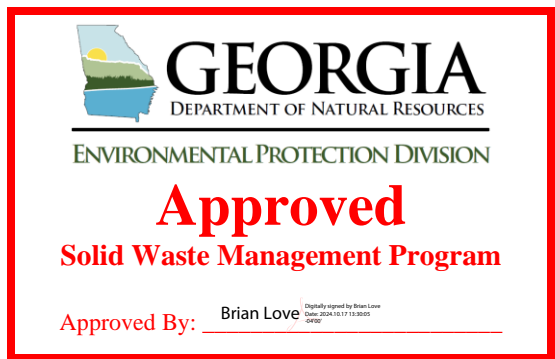 GEORGIA
DEPARTMENT OF NATURAL RESOURCES
ENVIRONMENTAL PROTECTION DIVISION
Approved
Solid Waste Management Program
Approved By: Brian Love
Digitally signed by Brian Love
Date: 2024.10.17 13:30:05
-04'00'